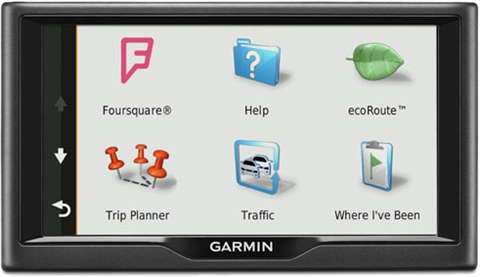 Foursquare®
Help
ecoRoute™
Trip Planner
Traffic
Where I've Been
GARMIN